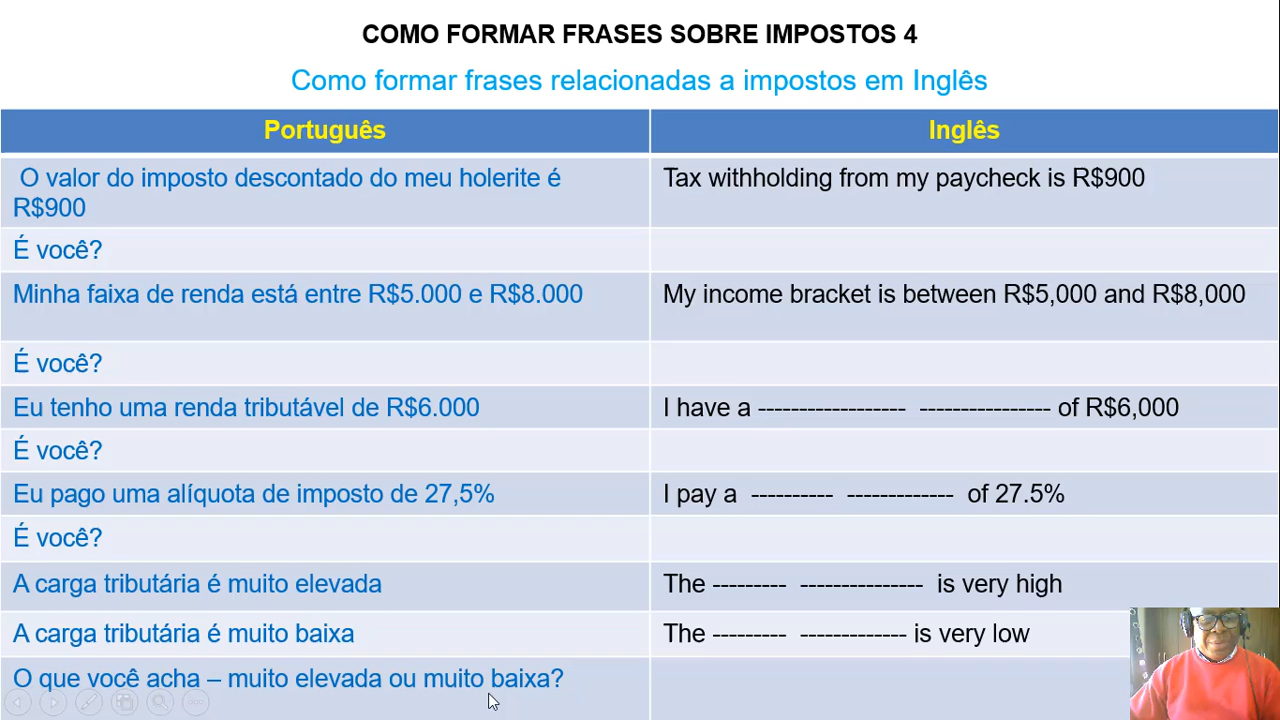 COMO FORMAR FRASES SOBRE IMPOSTOS 4
Como formar frases relacionadas a impostos em Inglês
Português
Inglês
O valor do imposto descontado do meu holerite é
R$900
Tax withholding from my paycheck is R$900
É você?
Minha faixa de renda está entre R$5.000 e R$8.000
My income bracket is between R$5,000 and R$8,000
É você?
Eu tenho uma renda tributável de R$6.000
I have a ------------------ ---------------- of R$6,000
É você?
Eu pago uma alíquota de imposto de 27,5%
I pay a ---------- ------------- of 27.5%
É você?
A carga tributária é muito elevada
The --------- --------------- is very high
A carga tributária é muito baixa
The --------- ------------- is very low
O que você acha – muito elevada ou muito baixa?